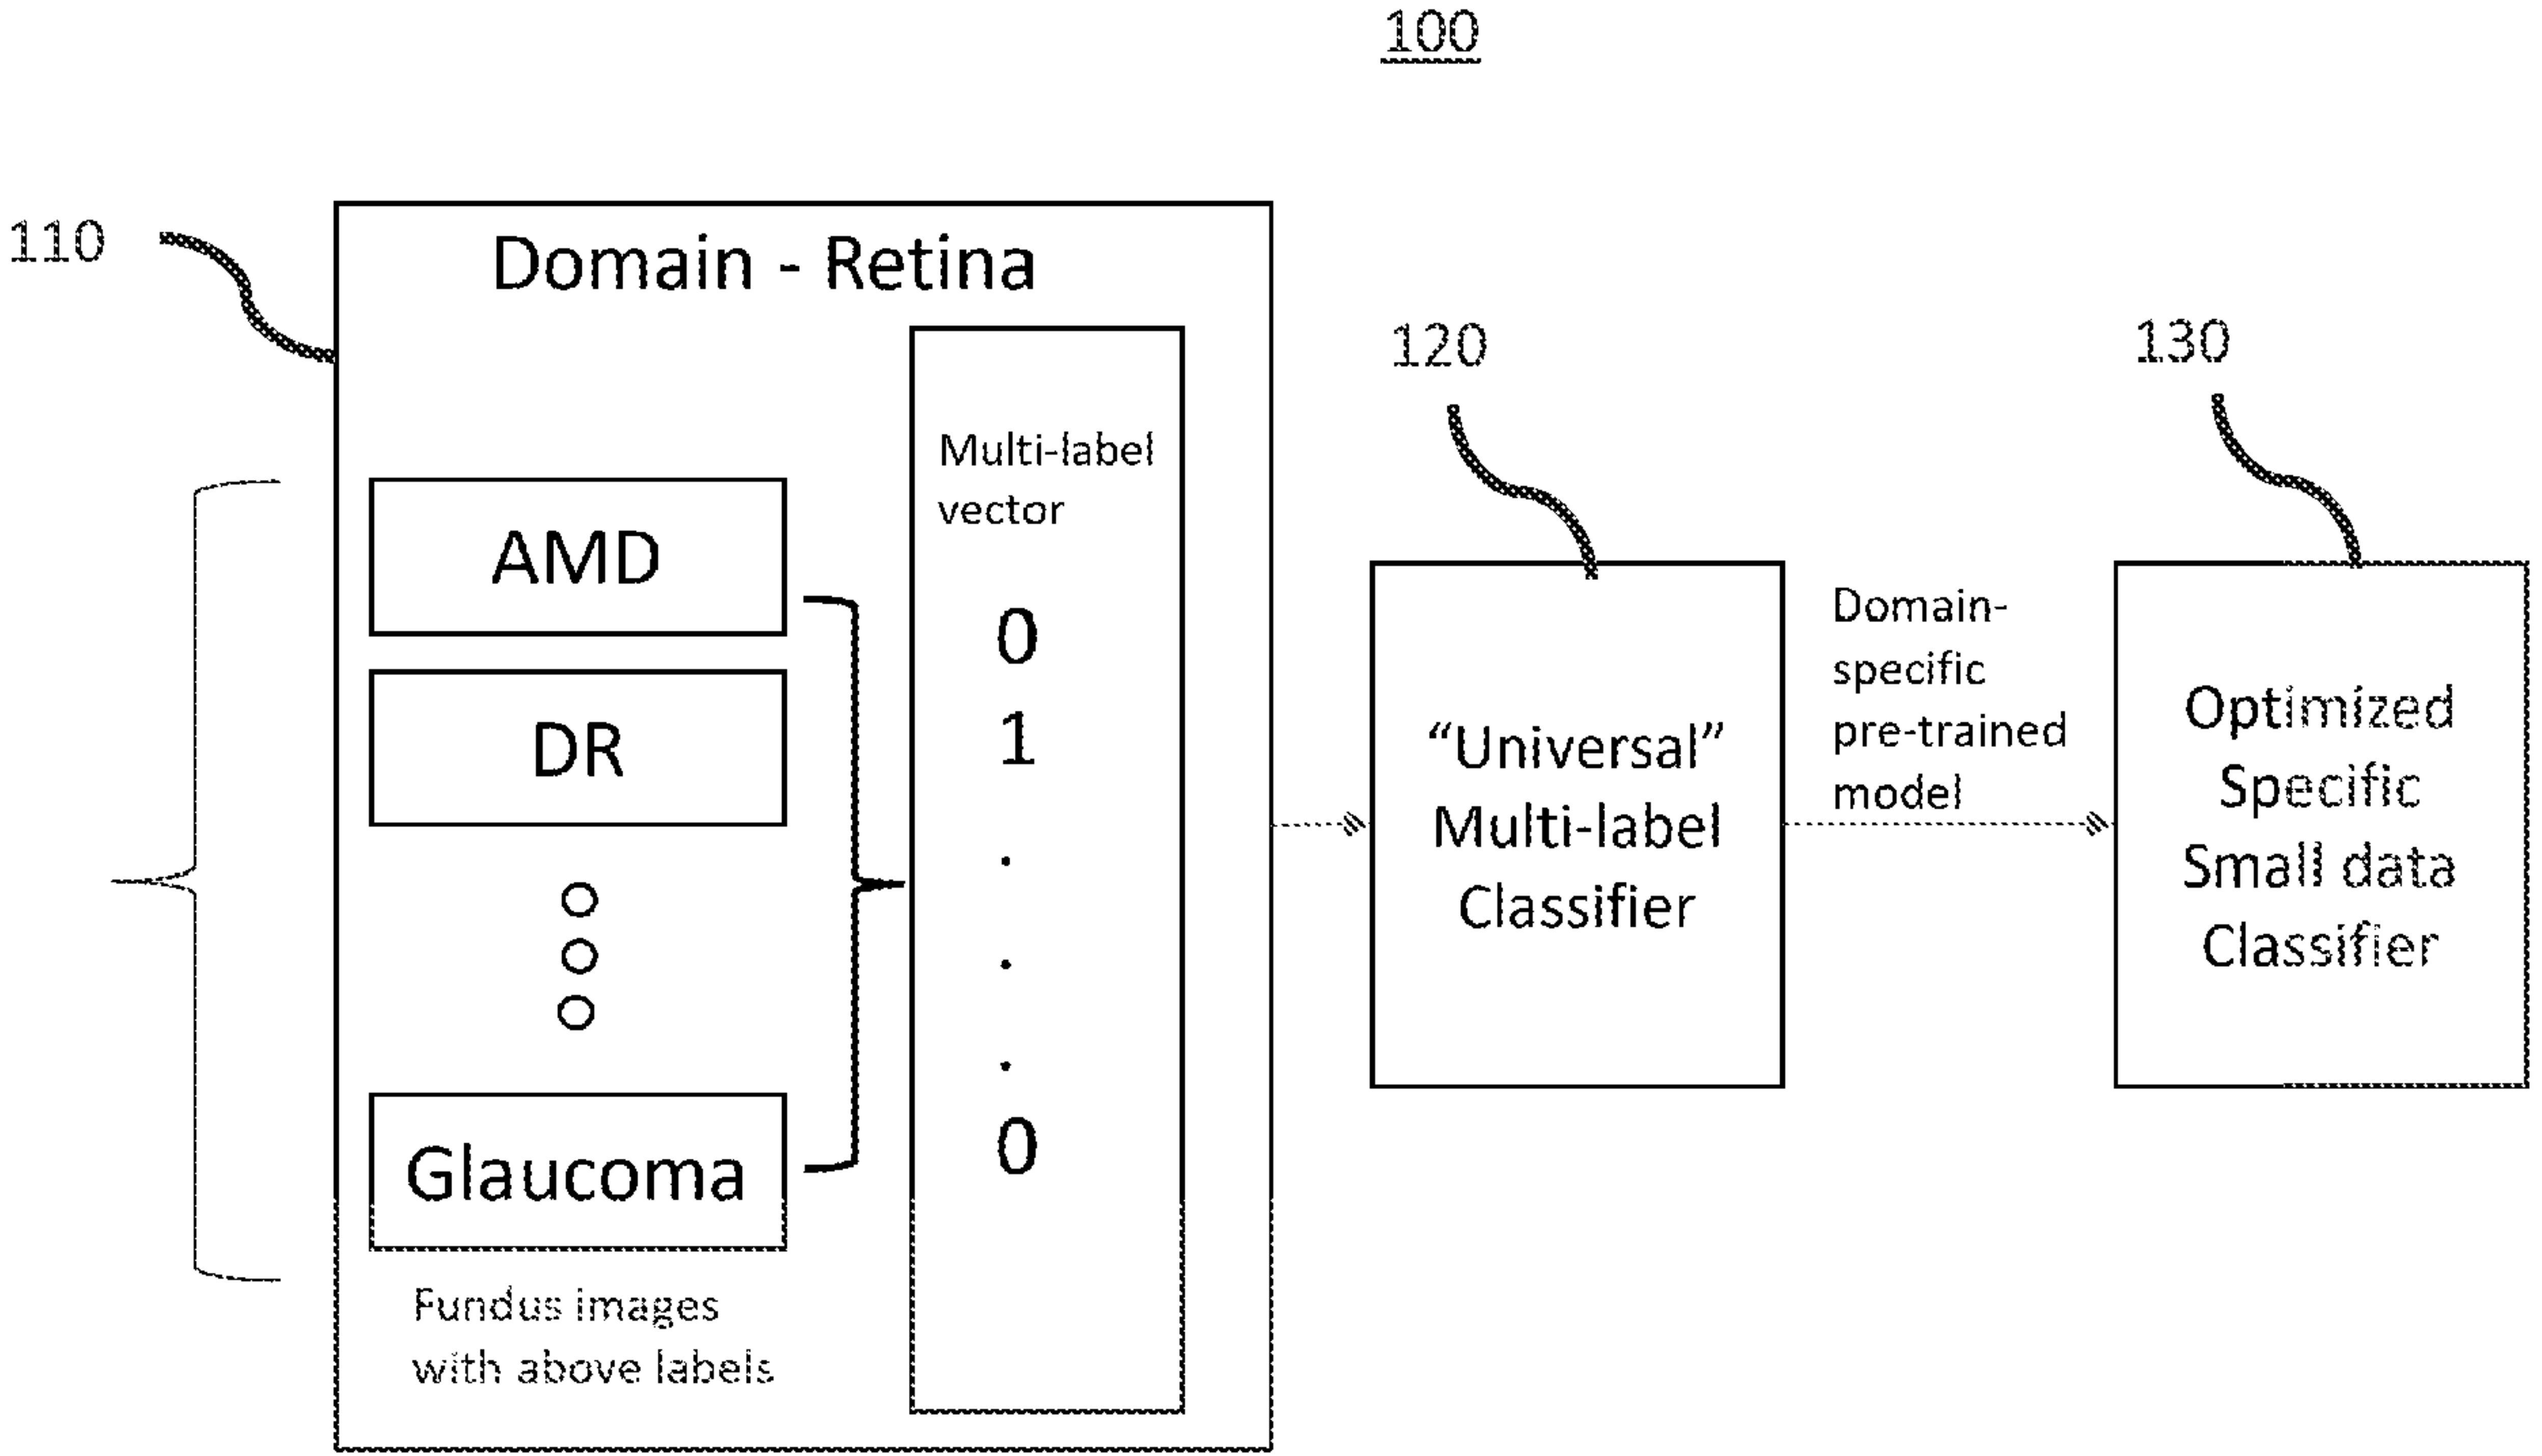 100
110
Domain - Retina
120
130
Multi-label
vector
AMD
DR
Glaucoma
0
1
.
.
.
0
Fundus images
with above labels
“Universal”
Multi-label
Classifier
Domain-
specific
pre-trained
model
Optimized
Specific
Small data
Classifier